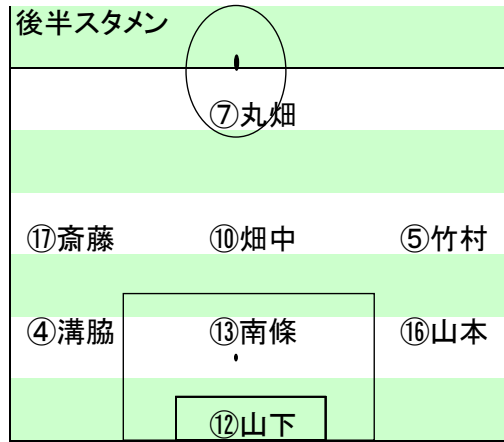 後半スタメン
⑦丸畑
⑰斎藤 ⑩畑中 ⑤竹村
④溝脇 ⑬南條 ⑯山本
⑫山下